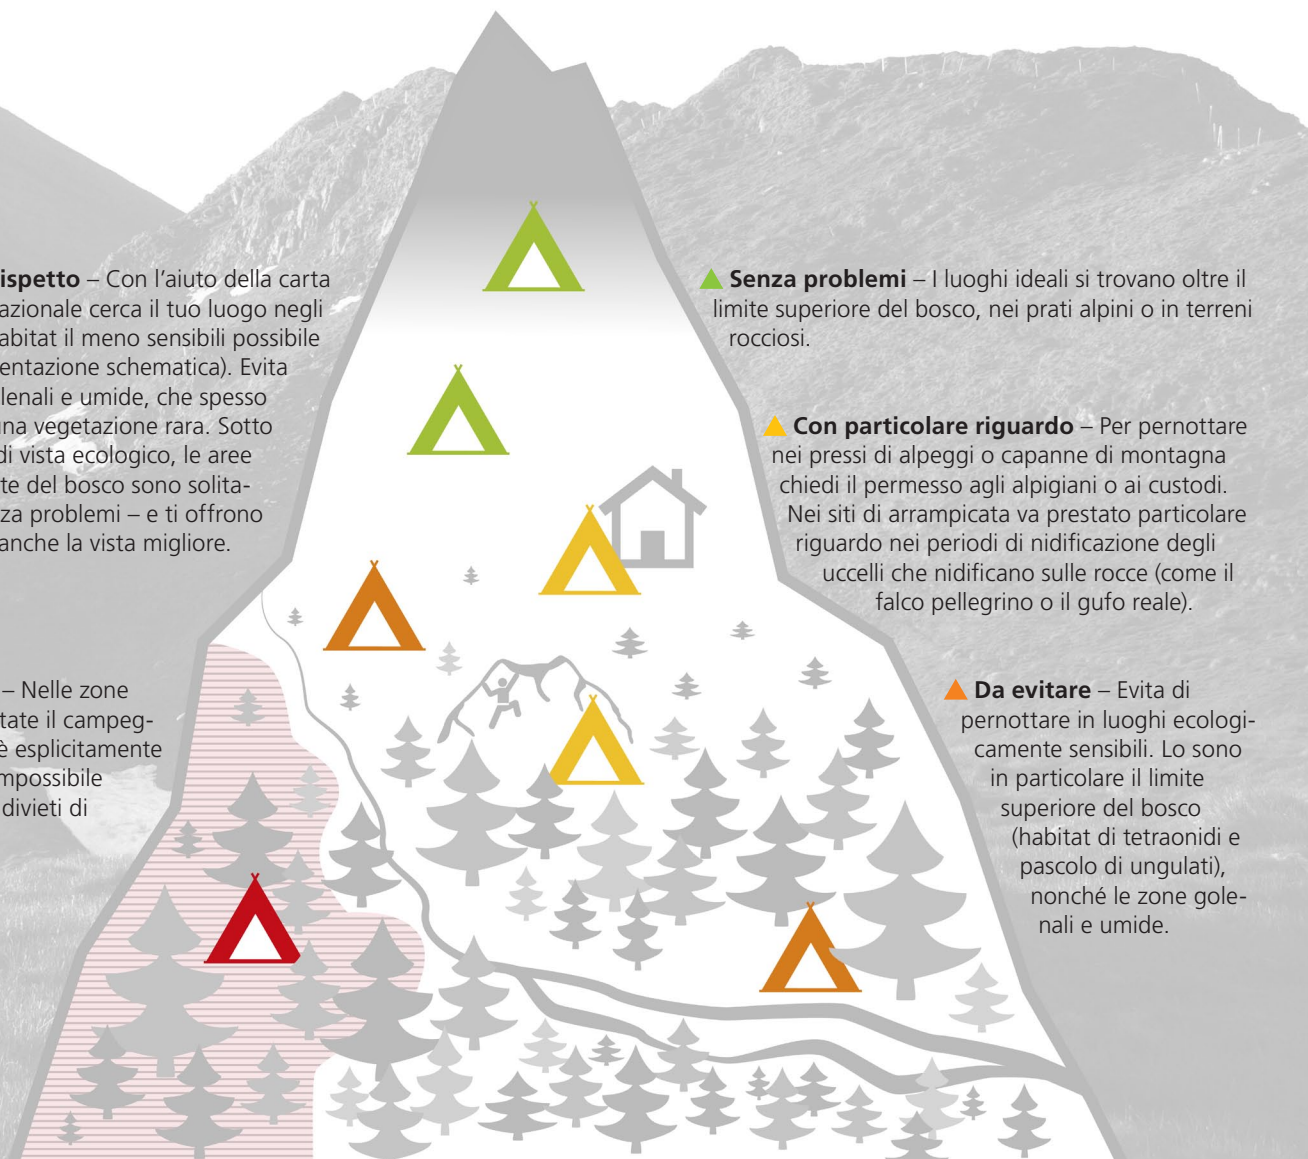 ispetto – Con l'aiuto della carta
azionale cerca il tuo luogo negli
abitat il meno sensibili possibile
entazione schematica). Evita
lenali e umide, che spesso
una vegetazione rara. Sotto
di vista ecologico, le aree
te del bosco sono solita-
za problemi – e ti offrono
anche la vista migliore.
– Nelle zone
tate il campeg-
è esplicitamente
mpossibile
divieti di
Senza problemi – I luoghi ideali si trovano oltre il
limite superiore del bosco, nei prati alpini o in terreni
rocciosi.
Con particolare riguardo – Per pernottare
nei pressi di alpeggi o capanne di montagna
chiedi il permesso agli alpigiani o ai custodi.
Nei siti di arrampicata va prestato particolare
riguardo nei periodi di nidificazione degli
uccelli che nidificano sulle rocce (come il
falco pellegrino o il gufo reale).
Da evitare – Evita di
pernottare in luoghi ecologi-
camente sensibili. Lo sono
in particolare il limite
superiore del bosco
(habitat di tetraonidi e
pascolo di ungulati),
nonché le zone gole-
nali e umide.